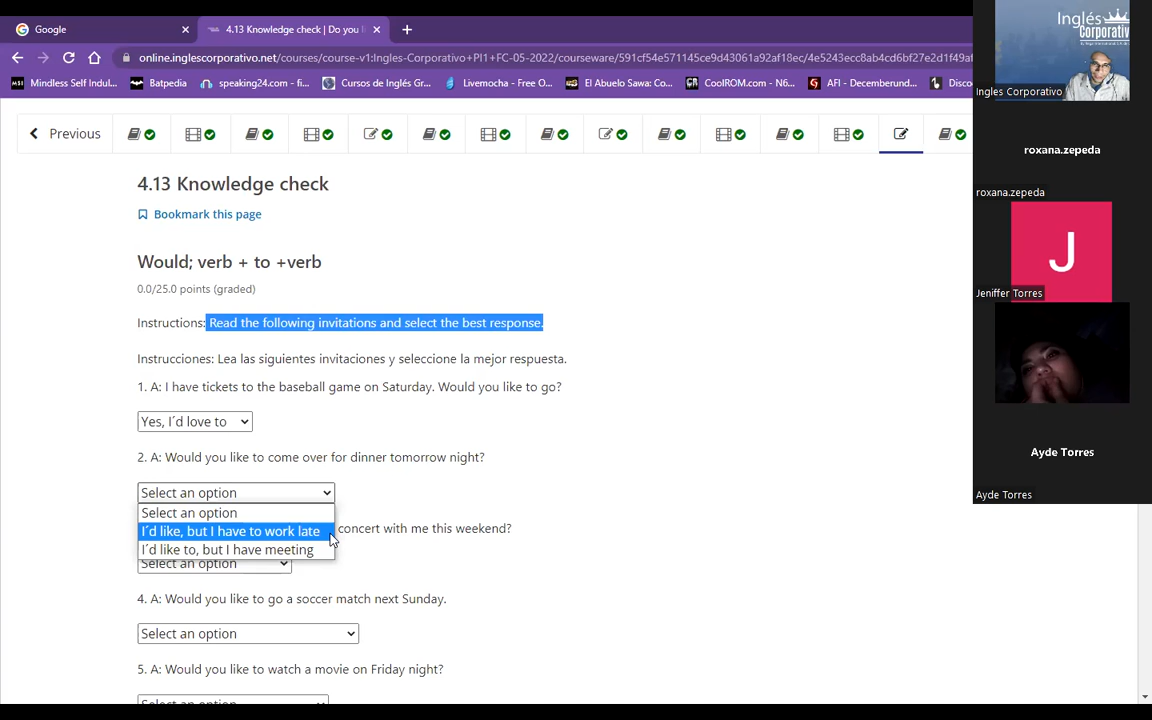 Google
4.13 Knowledge check | Do you l
online.inglescorporativo.net/courses/course-v1:Ingles-Corporativo+PI1+FC-05-2022/courseware/591cf54e571145ce9d43061a92af18ec/4e5243ecc8ab4cd6bf27e2d1f49af
Mindless Self Indul...
Batpedia
speaking24.com - f...
Cursos de Inglés Gr...
Livemocha - Free O...
El Abuelo Sawa: Co...
CoolROM.com - N6...
AFI - Decemberund...
Disco
Previous
4.13 Knowledge check
Bookmark this page
Would; verb + to +verb
0.0/25.0 points (graded)
Instructions: Read the following invitations and select the best response.
Instrucciones: Lea las siguientes invitaciones y seleccione la mejor respuesta.
1. A: I have tickets to the baseball game on Saturday. Would you like to go?
Yes, I´d love to
2. A: Would you like to come over for dinner tomorrow night?
Select an option
Select an option
I´d like, but I have to work late
concert with me this weekend?
I´d like to, but I have meeting
Select an option
4. A: Would you like to go a soccer match next Sunday.
Select an option
5. A: Would you like to watch a movie on Friday night?
Inglés
Corporativo
Ingles Corporativo
roxana.zepeda
roxana.zepeda
J
Jeniffer Torres
Ayde Torres
Ayde Torres